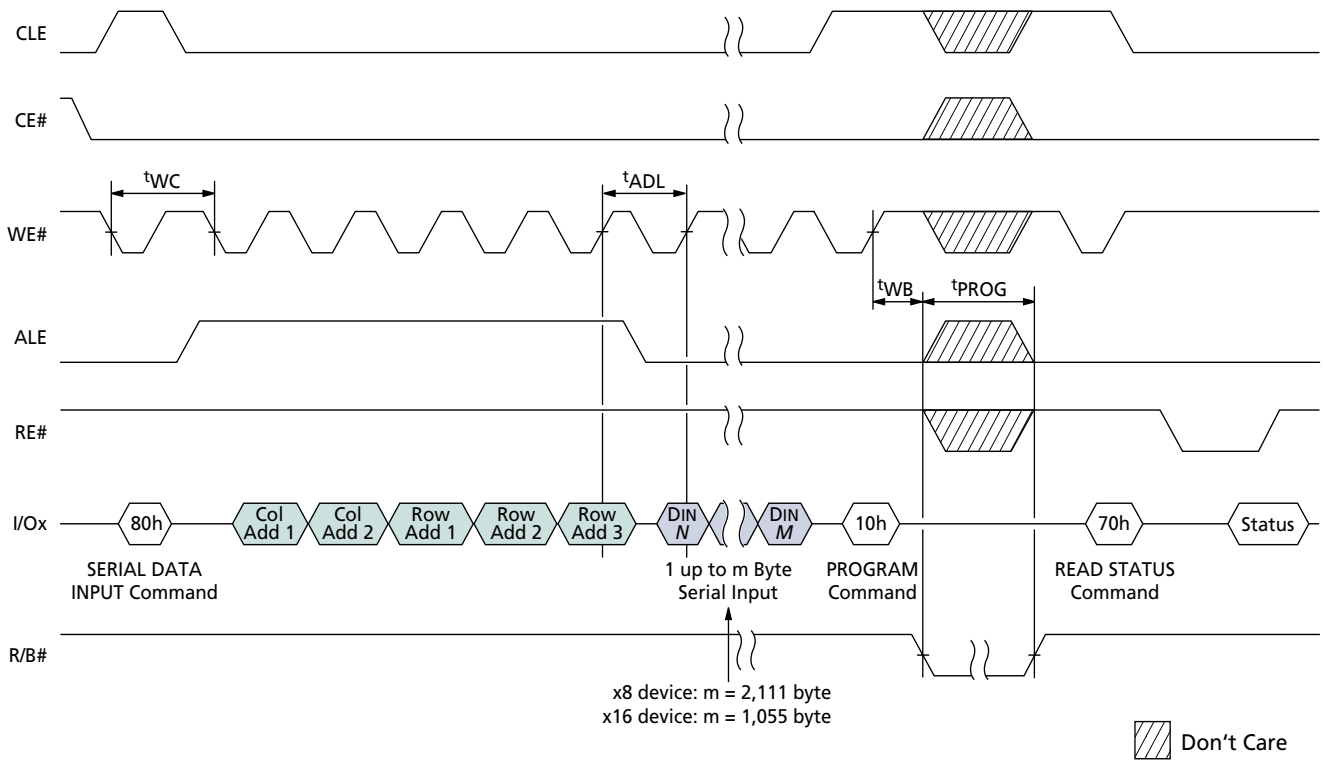 CLE
CE#
tWC
tADL
WE#
tWB
tPROG
ALE
RE#
I/Ox
80h
Col
Add 1
Col
Add 2
Row
Add 1
Row
Add 2
Row
Add 3
DIN
N
DIN
M
10h
70h
Status
SERIAL DATA
INPUT Command
1 up to m Byte
Serial Input
PROGRAM
Command
READ STATUS
Command
R/B#
x8 device: m = 2,111 byte
x16 device: m = 1,055 byte
Don't Care